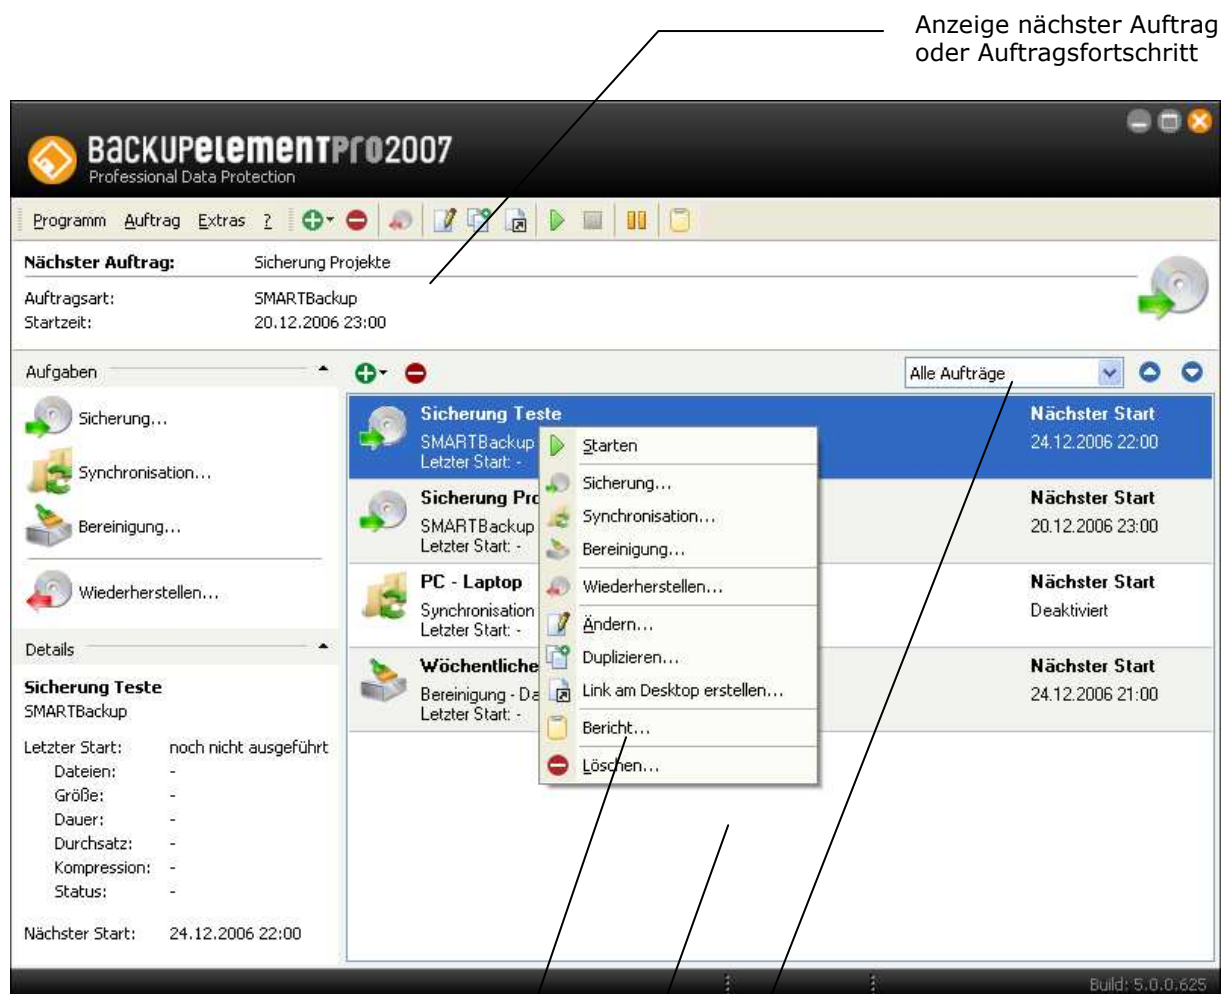 Anzeige nächster Auftrag
oder Auftragsfortschritt
BackupelementPro2007
Professional Data Protection
Programm Auftrag Extras ?
Nächster Auftrag: Sicherung Projekte
Auftragsart: SMARTBackup
Startzeit: 20.12.2006 23:00
Aufgaben
Sicherung...
Synchronisation...
Bereinigung...
Wiederherstellen...
Details
Sicherung Teste
SMARTBackup
Letzter Start: noch nicht ausgeführt
Dateien: -
Größe: -
Dauer: -
Durchsatz: -
Kompression: -
Status: -
Nächster Start: 24.12.2006 22:00
Alle Aufträge
Sicherung Teste Nächster Start
SMARTBackup 24.12.2006 22:00
Letzter Start: -
Sicherung Pro Nächster Start
SMARTBackup 20.12.2006 23:00
Letzter Start: -
PC - Laptop Nächster Start
Synchronisation Deaktiviert
Letzter Start: -
Wöchentliche Nächster Start
Bereinigung - Da 24.12.2006 21:00
Letzter Start: -
Starten
Sicherung...
Synchronisation...
Bereinigung...
Wiederherstellen...
Ändern...
Duplizieren...
Link am Desktop erstellen...
Bericht...
Löschen...
Build: 5.0.0.625